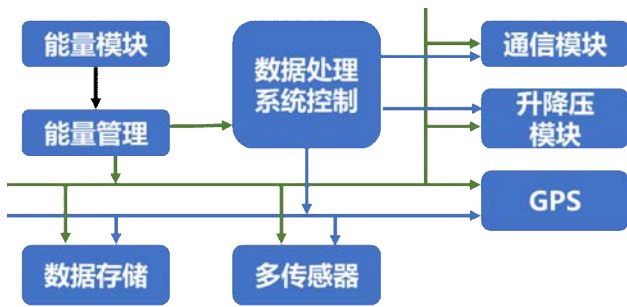 能量模块
数据处理
系统控制
通信模块
能量管理
升降压
模块
GPS
数据存储
多传感器